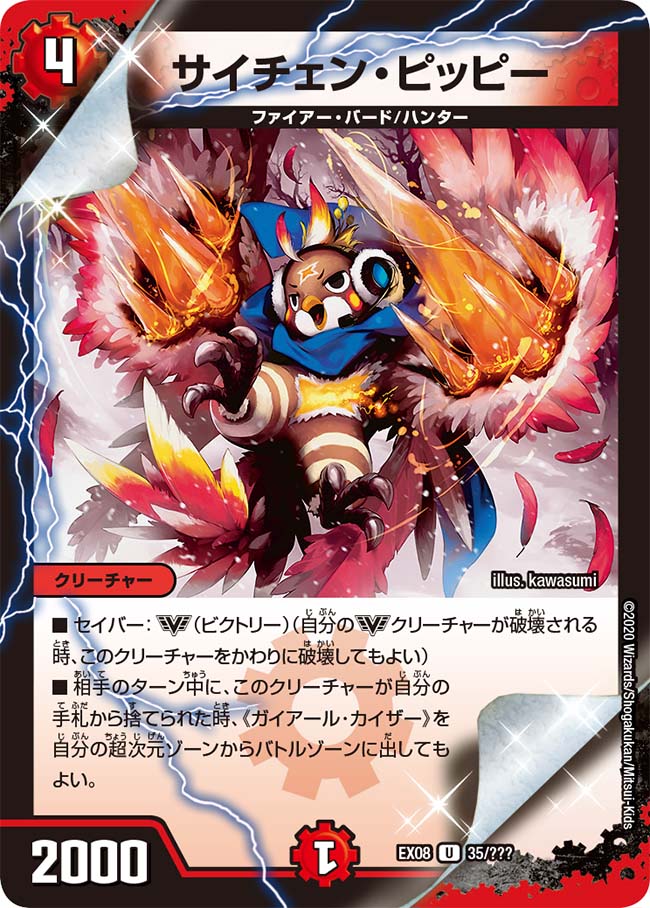 4
サイチェン・ピッピー
ファイアー・バード/ハンター
illus. kawasumi
クリーチャー
■ セイバー：V（ビクトリー）（自分のVクリーチャーが破壊される
時、このクリーチャーをかわりに破壊してもよい）
■ 相手のターン中に、このクリーチャーが自分の
手札から捨てられた時、《ガイアール・カイザー》を
自分の超次元ゾーンからバトルゾーンに出しても
よい。
©2020 Wizards/Shogakukan/Mitsui-Kids
2000
1
EX08 U 35/???